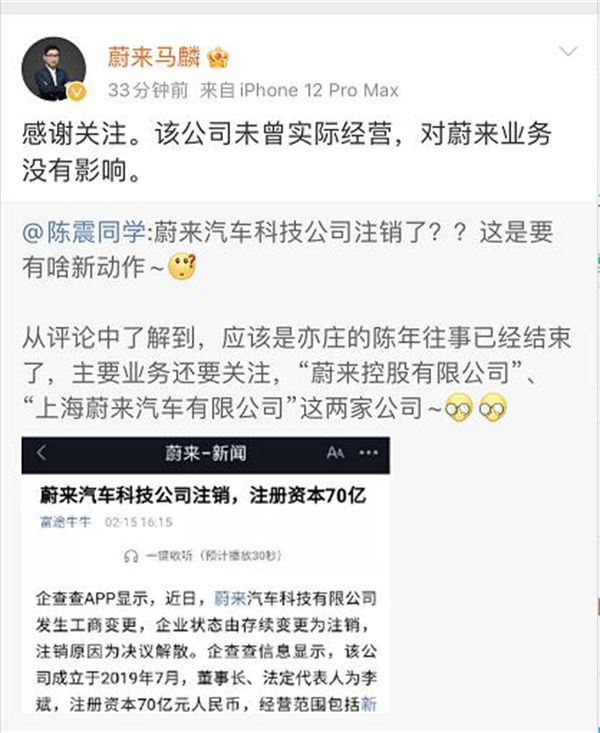 蔚来马麟
33分钟前 来自 iPhone 12 Pro Max
感谢关注。该公司未曾实际经营，对蔚来业务
没有影响。
@陈震同学:蔚来汽车科技公司注销了？？这是要
有啥新动作~
从评论中了解到，应该是亦庄的陈年往事已经结束
了，主要业务还要关注，“蔚来控股有限公司”、
“上海蔚来汽车有限公司”这两家公司~
蔚来-新闻 AA
蔚来汽车科技公司注销，注册资本70亿
富途牛牛 02-15 16:15
一键收听（预计播放30秒）
企查查APP显示，近日，蔚来汽车科技有限公司
发生工商变更，企业状态由存续变更为注销，
注销原因为决议解散。企查查信息显示，该公
司成立于2019年7月，董事长、法定代表人为李
斌，注册资本70亿元人民币，经营范围包括新